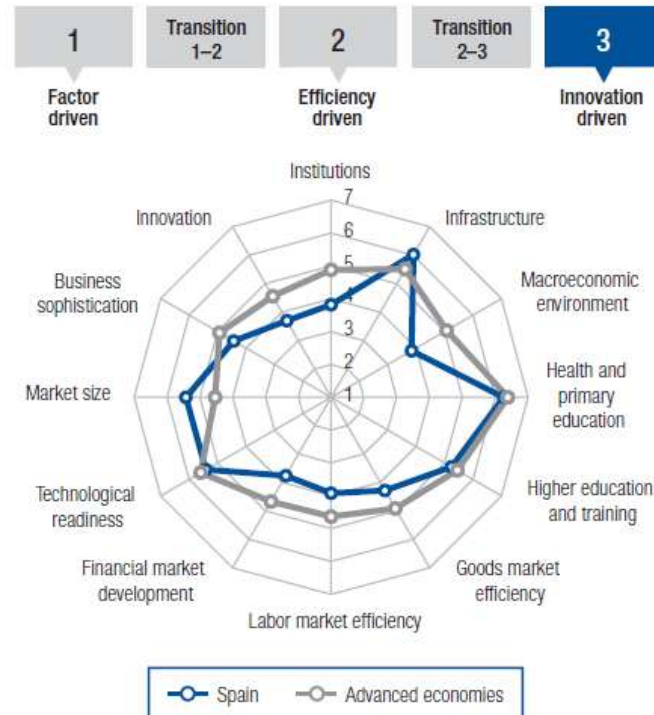 1
Transition
1–2
2
Transition
2–3
3
Factor
driven
Efficiency
driven
Innovation
driven
Institutions
7
6
5
4
3
2
1
Innovation
Infrastructure
Business
sophistication
Macroeconomic
environment
Market size
Health and
primary
education
Technological
readiness
Higher education
and training
Financial market
development
Goods market
efficiency
Labor market efficiency
Spain
Advanced economies